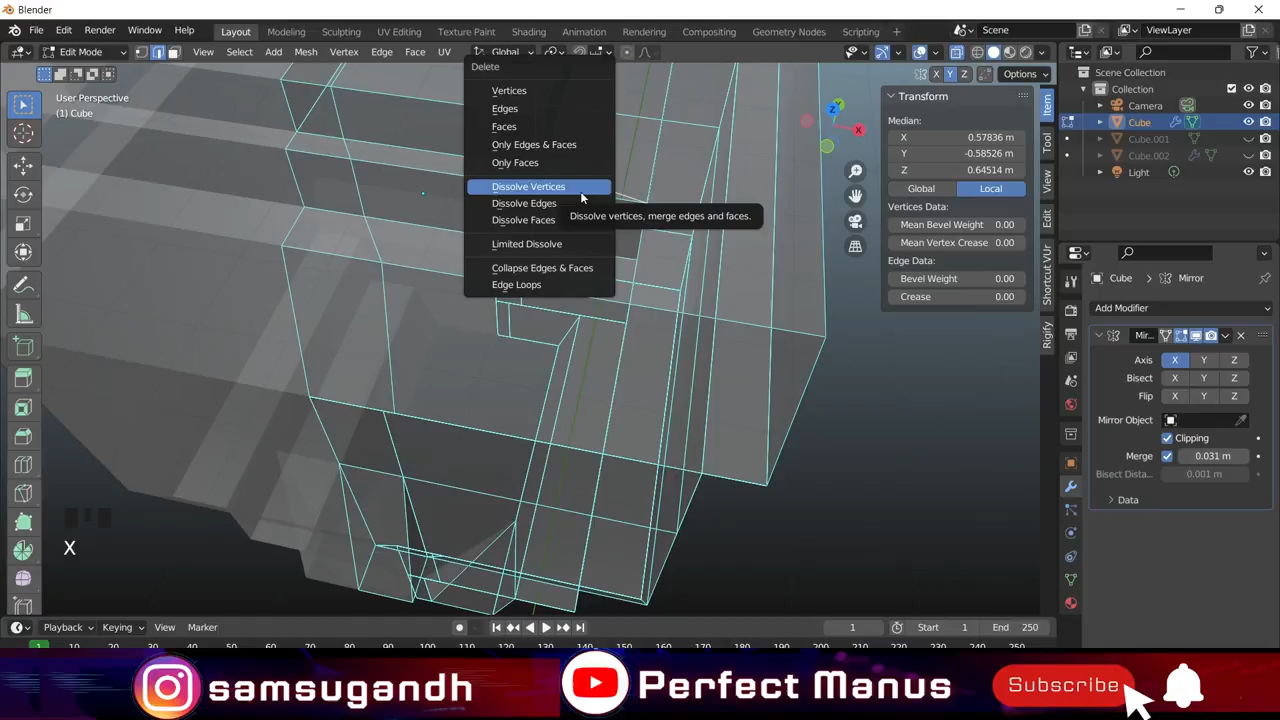 Blender
File Edit Render Window Help
Layout Modeling Sculpting UV Editing Texture Paint Shading Animation Rendering Compositing Geometry Nodes Scripting
Scene
ViewLayer
Edit Mode View Select Add Mesh Vertex Edge Face UV Global
X Y Z Options
User Perspective
(1) Cube
Delete
Vertices
Edges
Faces
Only Edges & Faces
Only Faces
Dissolve Vertices
Dissolve Edges
Dissolve Faces
Limited Dissolve
Collapse Edges & Faces
Edge Loops
Dissolve vertices, merge edges and faces.
Z
X
Transform
Median:
X 0.57836 m
Y -0.58526 m
Z 0.64514 m
Global Local
Vertices Data:
Mean Bevel Weight 0.00
Mean Vertex Crease 0.00
Edge Data:
Bevel Weight 0.00
Crease 0.00
Item
Tool
View
Edit
Shortcut VUr
Rigify
Scene Collection
Collection
Camera
Cube
Cube.001
Cube.002
Light
Cube Mirror
Add Modifier
Mir...
Axis X Y Z
Bisect X Y Z
Flip X Y Z
Mirror Object
Clipping
Merge 0.031 m
Bisect Dista... 0.001 m
Data
X
Playback Keying View Marker 1 Start 1 End 250
samsugandh
Perfect Manus
Subscribe